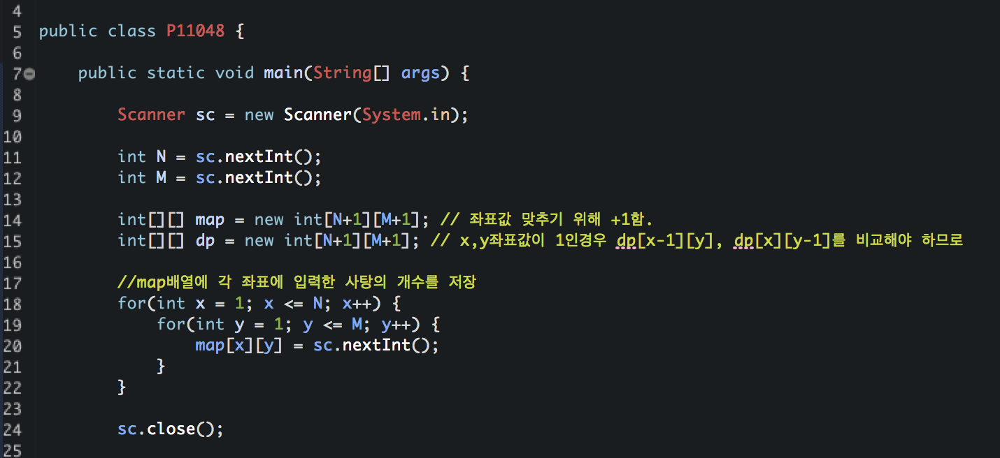 4
5 public class P11048 {
6
7 public static void main(String[] args) {
8
9 Scanner sc = new Scanner(System.in);
10
11 int N = sc.nextInt();
12 int M = sc.nextInt();
13
14 int[][] map = new int[N+1][M+1]; // 좌표값 맞추기 위해 +1함.
15 int[][] dp = new int[N+1][M+1]; // x,y좌표값이 1인경우 dp[x-1][y], dp[x][y-1]를 비교해야 하므로
16
17 //map배열에 각 좌표에 입력한 사탕의 개수를 저장
18 for(int x = 1; x <= N; x++) {
19 for(int y = 1; y <= M; y++) {
20 map[x][y] = sc.nextInt();
21 }
22 }
23
24 sc.close();
25